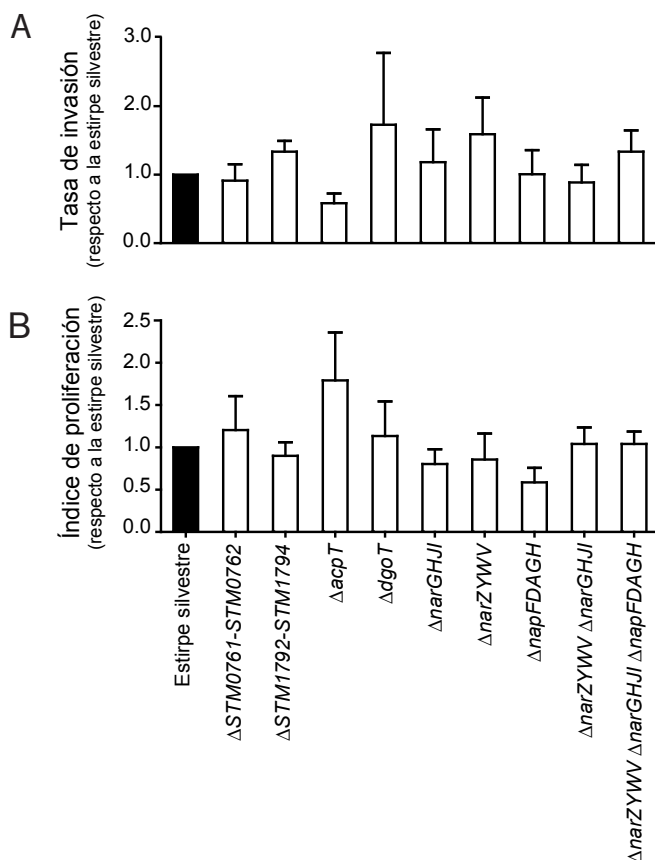 A
Tasa de invasión
(respecto a la estirpe silvestre)
3.0
2.0
1.0
0.0
B
Índice de proliferación
(respecto a la estirpe silvestre)
2.5
2.0
1.5
1.0
0.5
0.0
Estirpe silvestre
ΔSTM0761-STM0762
ΔSTM1792-STM1794
ΔacpT
ΔdgoT
ΔnarGHJI
ΔnarZYWV
ΔnapFDAGH
ΔnarZYWV ΔnarGHJI
ΔnarZYWV ΔnarGHJI ΔnapFDAGH